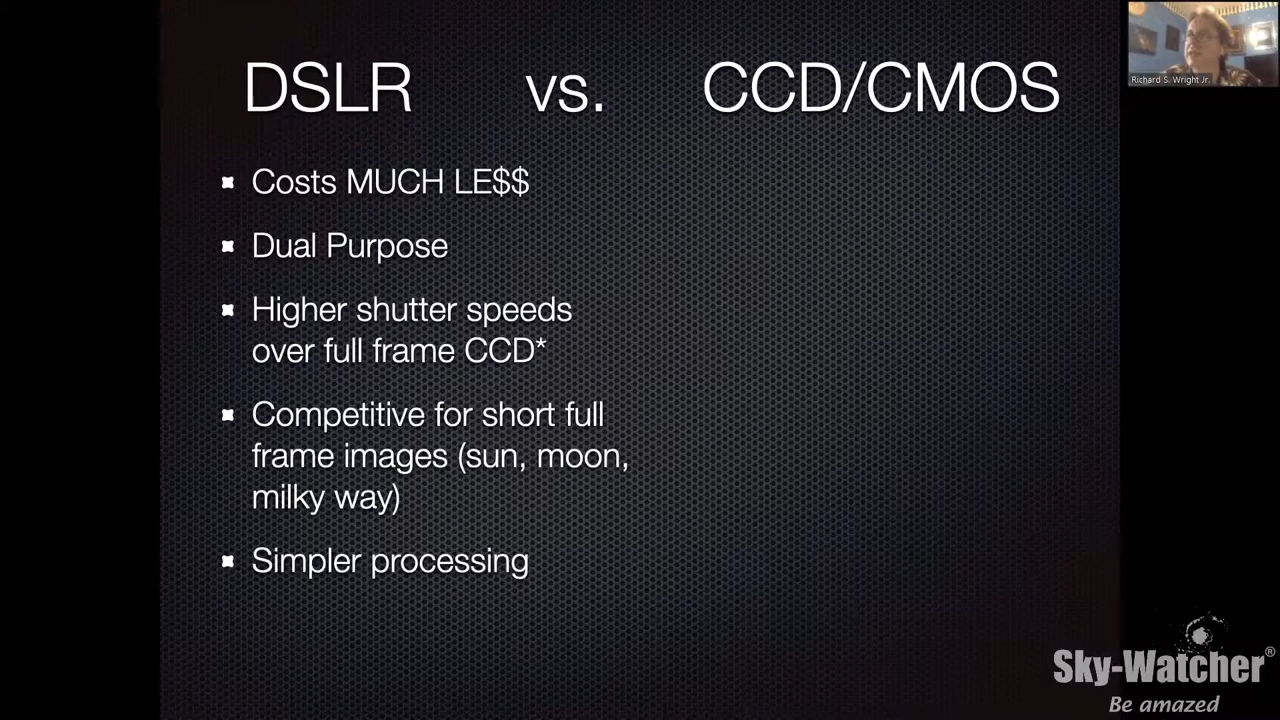 DSLR vs. CCD/CMOS
Costs MUCH LE$$
Dual Purpose
Higher shutter speeds
over full frame CCD*
Competitive for short full
frame images (sun, moon,
milky way)
Simpler processing
Richard S. Wright Jr.
Sky-Watcher®
Be amazed